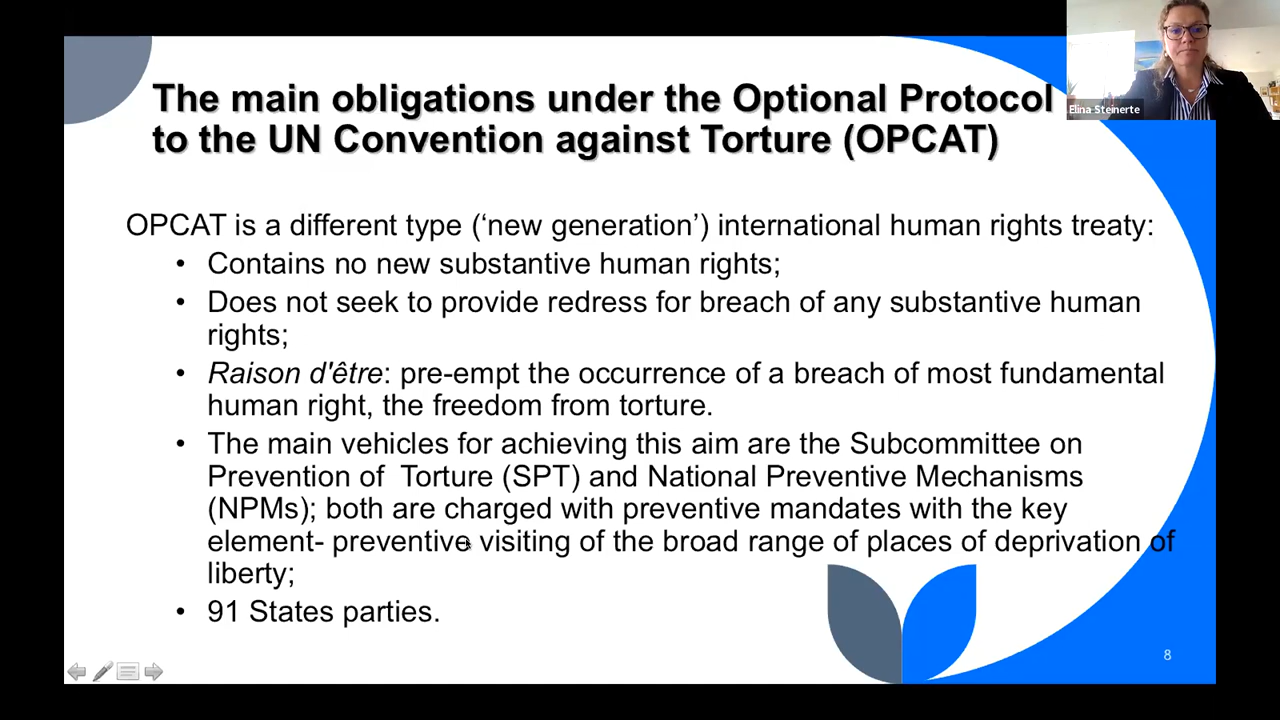 The main obligations under the Optional Protocol
to the UN Convention against Torture (OPCAT)
Elina Steinerte
OPCAT is a different type (‘new generation’) international human rights treaty:
• Contains no new substantive human rights;
• Does not seek to provide redress for breach of any substantive human
rights;
• Raison d'être: pre-empt the occurrence of a breach of most fundamental
human right, the freedom from torture.
• The main vehicles for achieving this aim are the Subcommittee on
Prevention of  Torture (SPT) and National Preventive Mechanisms
(NPMs); both are charged with preventive mandates with the key
element- preventive visiting of the broad range of places of deprivation of
liberty;
• 91 States parties.
8